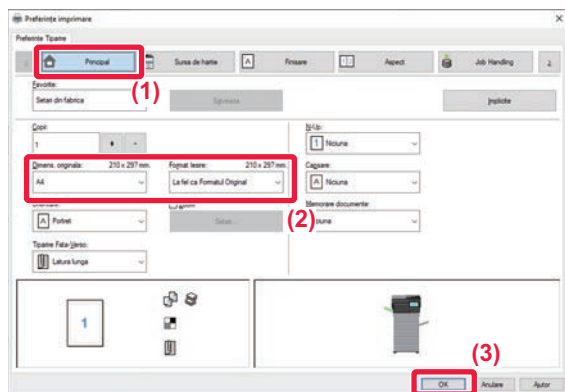 Preferințe imprimare
Preferințe Tipărire
Principal
Sursa de hartie
Finisare
Aspect
Job Handling
(1)
Favorite:
Setari din fabrica
Salveaza
Implicite
Copii:
1
N-Up:
1 Niciuna
Dimens. originala: 210 x 297 mm.
Format Iesire: 210 x 297 mm.
Capsare:
A4
La fel ca Formatul Original
A Niciuna
(2)
Memorare documente:
A Portret
Setari...
Tiparire Fata-Verso:
Latura lunga
1
(3)
OK
Anulare
Ajutor